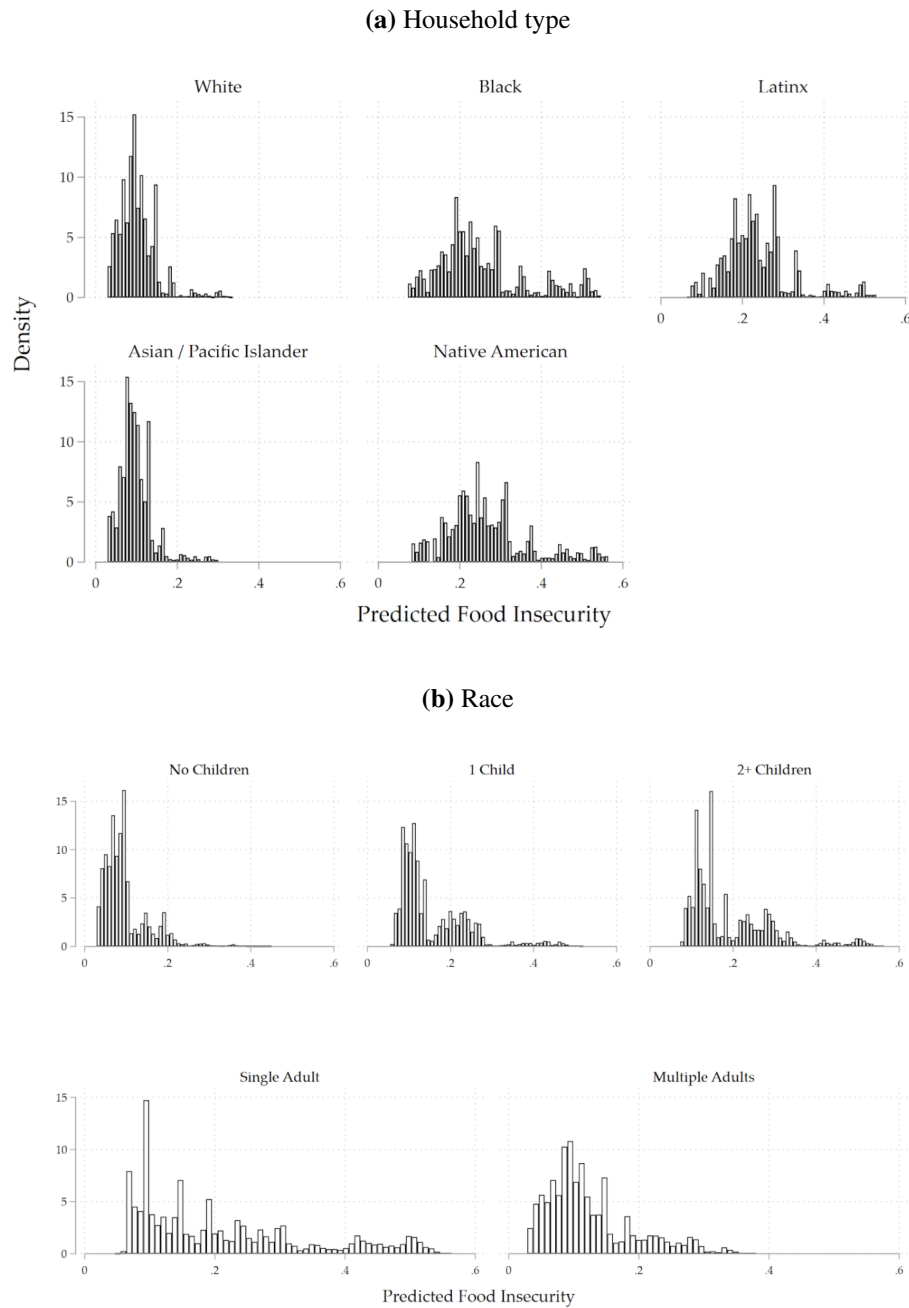 (a) Household type
White Black Latinx
15
10
5
0
0 .2 .4 .6
Density
Asian / Pacific Islander Native American
15
10
5
0
0 .2 .4 .6 0 .2 .4 .6
Predicted Food Insecurity
(b) Race
No Children 1 Child 2+ Children
15
10
5
0
0 .2 .4 .6 0 .2 .4 .6 0 .2 .4 .6
Single Adult Multiple Adults
15
10
5
0
0 .2 .4 .6 0 .2 .4 .6
Predicted Food Insecurity